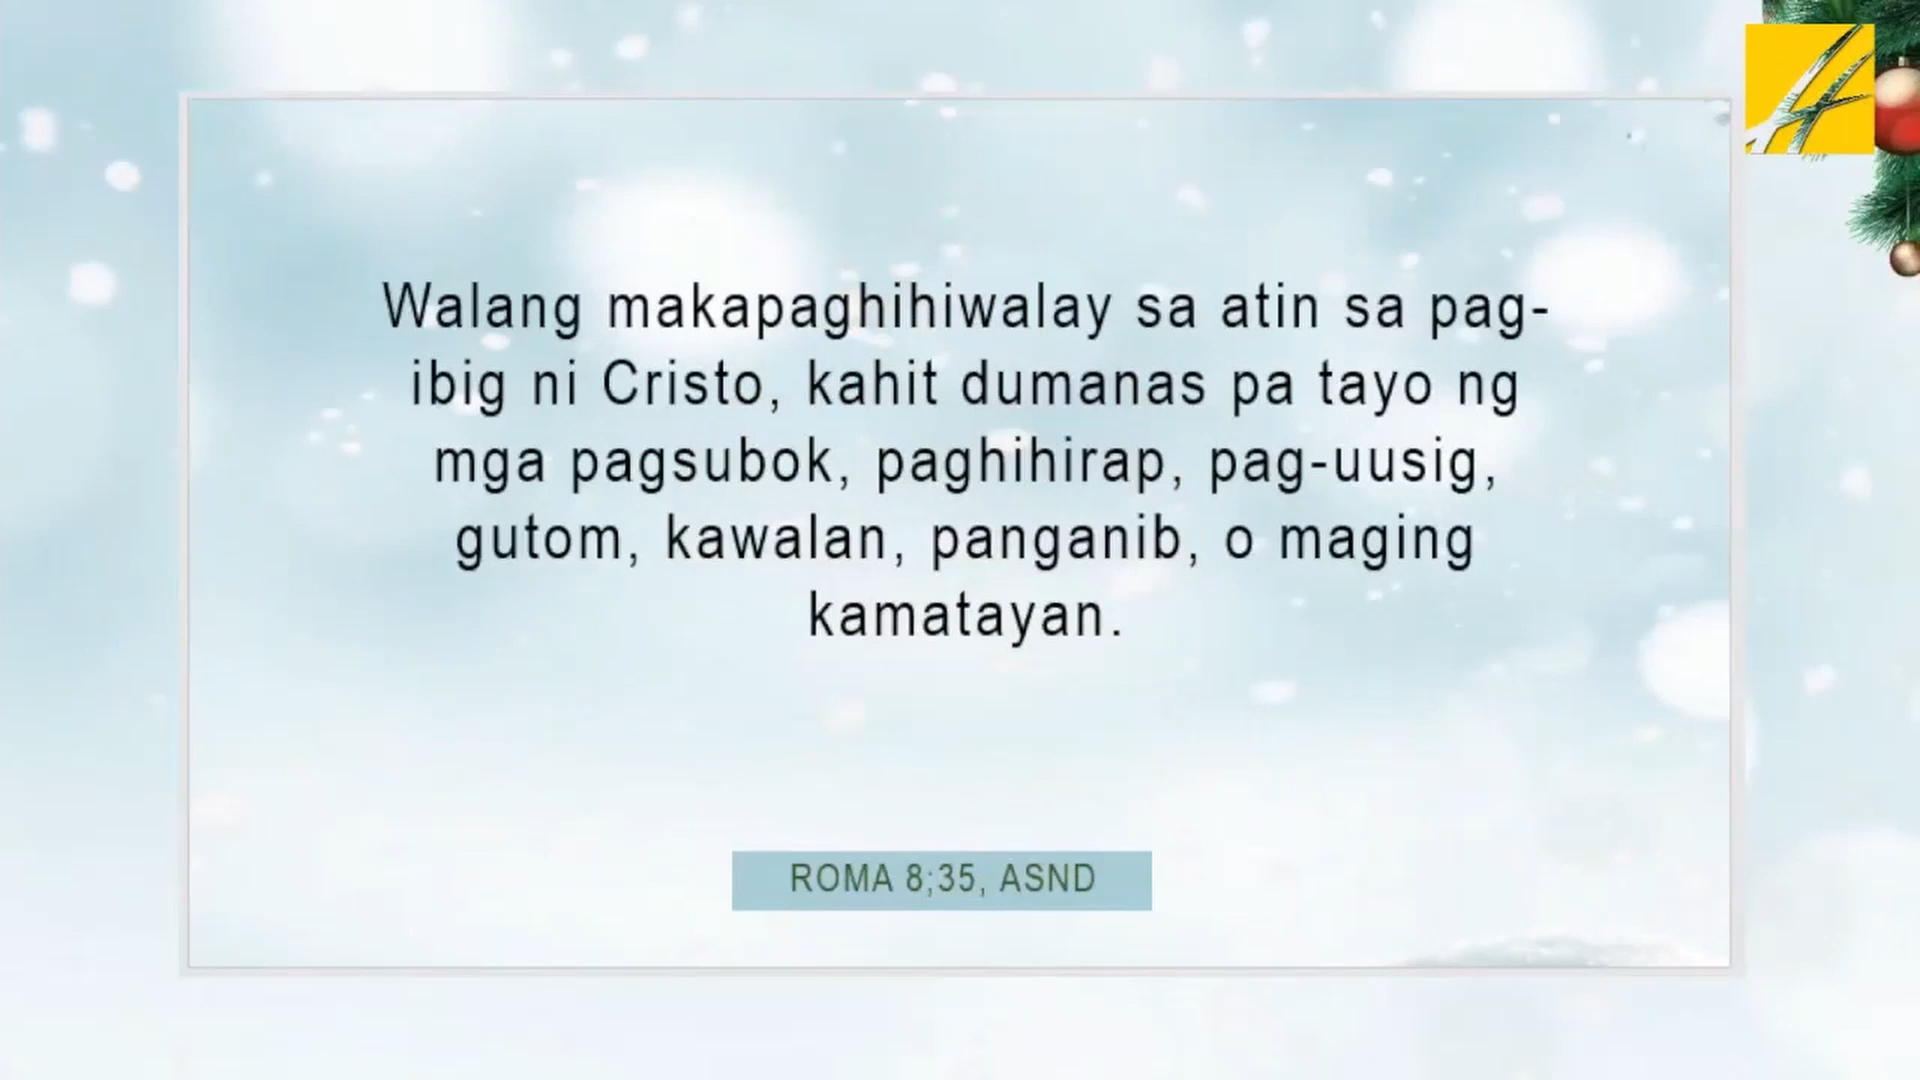 Walang makapaghihiwalay sa atin sa pag-
ibig ni Cristo, kahit dumanas pa tayo ng
mga pagsubok, paghihirap, pag-uusig,
gutom, kawalan, panganib, o maging
kamatayan.
ROMA 8;35, ASND